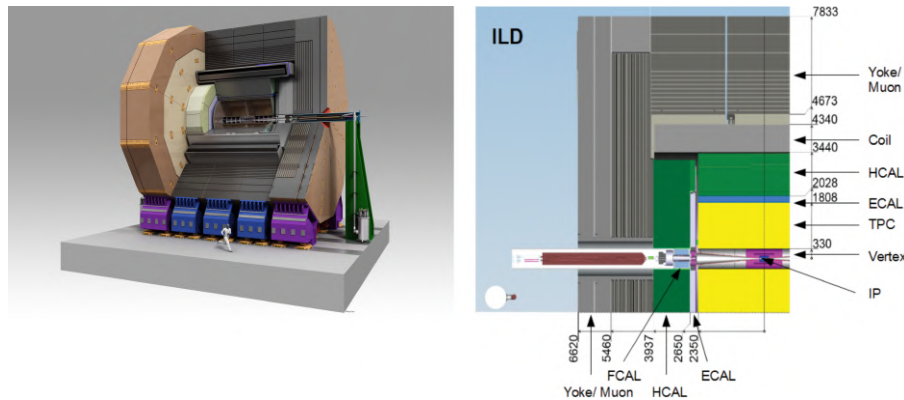 ILD
7833
Yoke/
Muon
4673
4340
Coil
3440
HCAL
2028
1808
ECAL
TPC
330
Vertex
IP
6620
5460
3937
2650
2350
FCAL
ECAL
Yoke/ Muon
HCAL